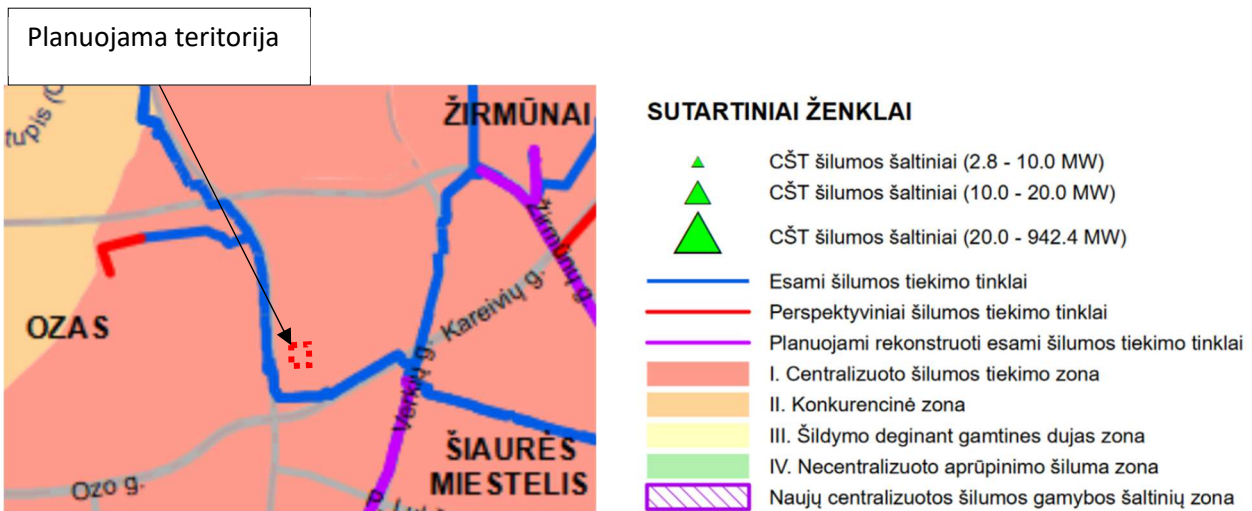 Planuojama teritorija
ŽIRMŪNAI
Žirmūnų g.
Kareivių g.
OZAS
Verkių g.
ŠIAURĖS
MIESTELIS
Ozo g.
SUTARTINIAI ŽENKLAI
CŠT šilumos šaltiniai (2.8 - 10.0 MW)
CŠT šilumos šaltiniai (10.0 - 20.0 MW)
CŠT šilumos šaltiniai (20.0 - 942.4 MW)
Esami šilumos tiekimo tinklai
Perspektyviniai šilumos tiekimo tinklai
Planuojami rekonstruoti esami šilumos tiekimo tinklai
I. Centralizuoto šilumos tiekimo zona
II. Konkurencinė zona
III. Šildymo deginant gamtines dujas zona
IV. Necentralizuoto aprūpinimo šiluma zona
Naujų centralizuotos šilumos gamybos šaltinių zona